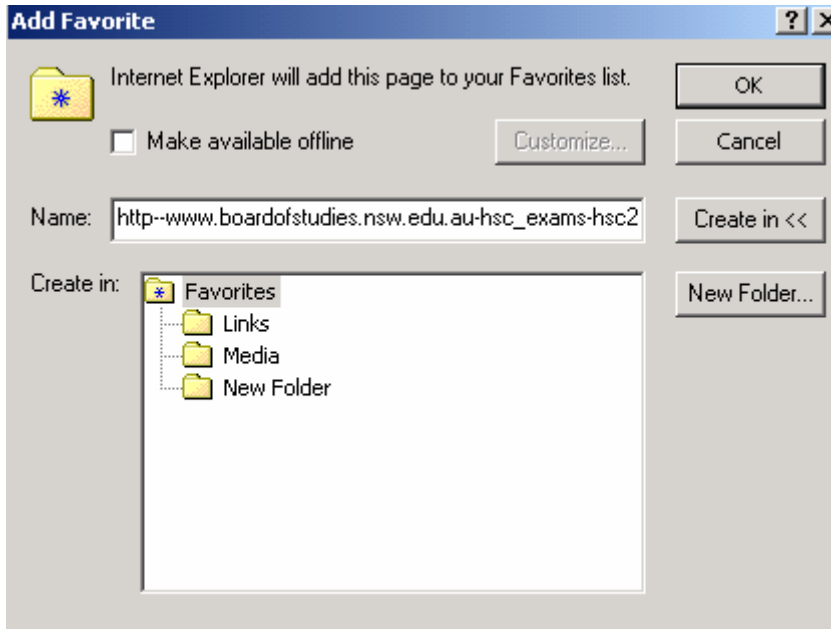 Add Favorite
Internet Explorer will add this page to your Favorites list.
OK
Make available offline
Customize...
Cancel
Name:
http--www.boardofstudies.nsw.edu.au-hsc_exams-hsc2
Create in <<
Create in:
Favorites
New Folder...
Links
Media
New Folder